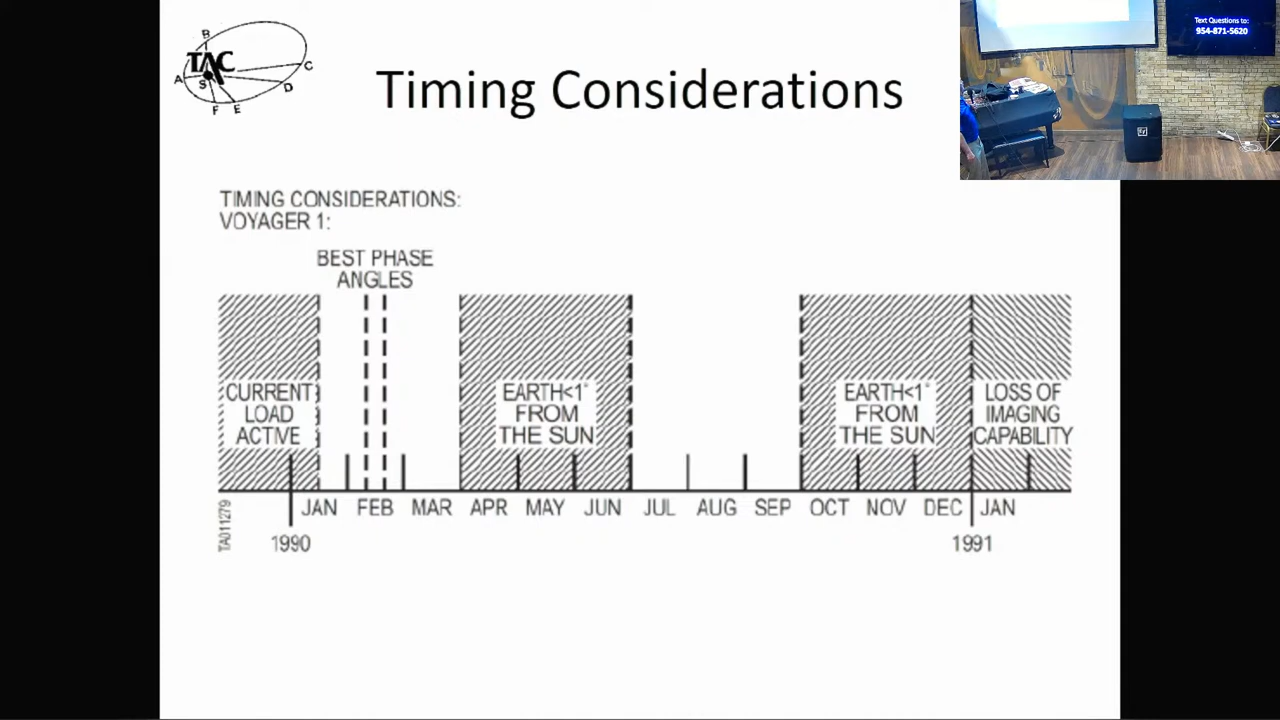 B
TAC
A
S
C
D
F
E
Timing Considerations
Text Questions to:
954-871-5620
TIMING CONSIDERATIONS:
VOYAGER 1:
BEST PHASE
ANGLES
CURRENT
LOAD
ACTIVE
EARTH<1°
FROM
THE SUN
EARTH<1°
FROM
THE SUN
LOSS OF
IMAGING
CAPABILITY
JAN FEB MAR APR MAY JUN JUL AUG SEP OCT NOV DEC JAN
1990
1991
TA011279
EV